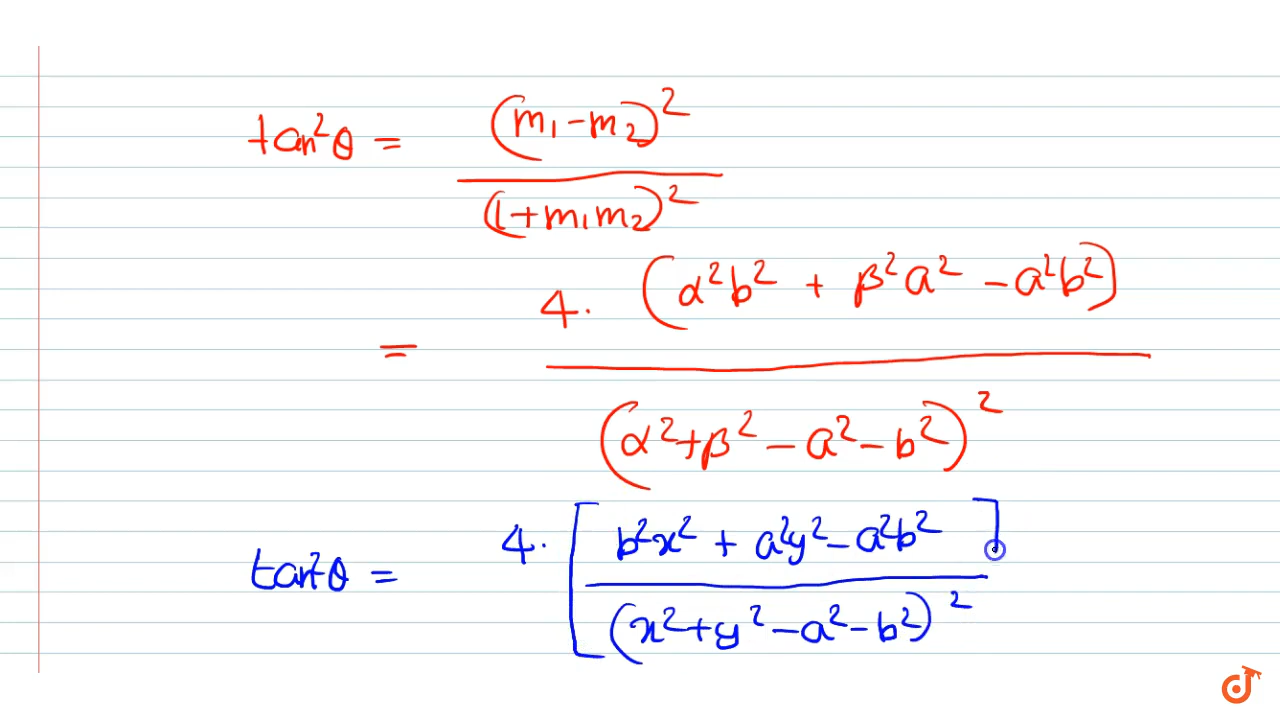 tan²θ = (m₁-m₂)² / (1+m₁m₂)²
= 4. (α²b² + β²a² - a²b²) / (α²+β²-a²-b²)²
tan²θ = 4. [ b²x² + a²y² - a²b² / (x²+y²-a²-b²)² ]